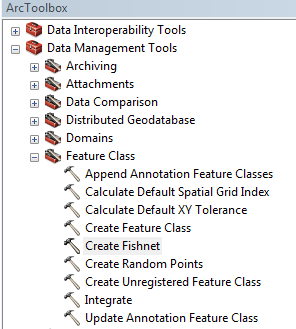 ArcToolbox
Data Interoperability Tools
Data Management Tools
Archiving
Attachments
Data Comparison
Distributed Geodatabase
Domains
Feature Class
Append Annotation Feature Classes
Calculate Default Spatial Grid Index
Calculate Default XY Tolerance
Create Feature Class
Create Fishnet
Create Random Points
Create Unregistered Feature Class
Integrate
Update Annotation Feature Class